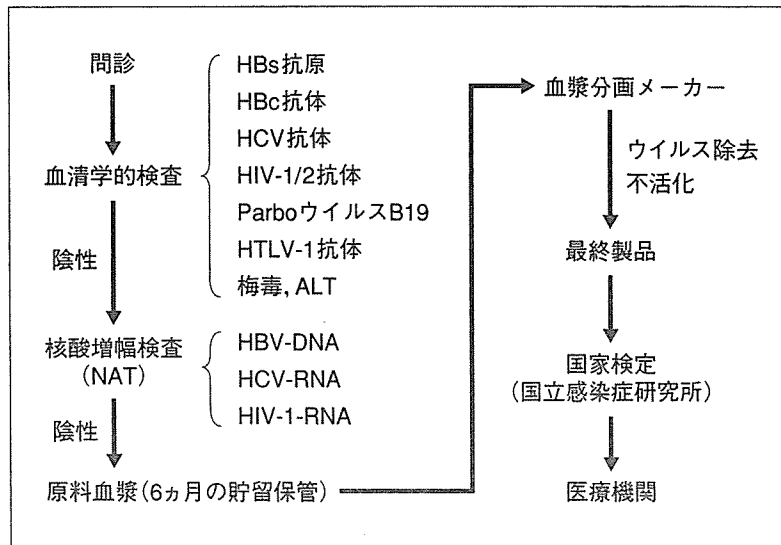 問診
血清学的検査
HBs抗原
HBc抗体
HCV抗体
HIV-1/2抗体
ParboウイルスB19
HTLV-1抗体
梅毒, ALT
陰性
核酸増幅検査
(NAT)
HBV-DNA
HCV-RNA
HIV-1-RNA
陰性
原料血漿(6ヵ月の貯留保管)
血漿分画メーカー
ウイルス除去
不活化
最終製品
国家検定
(国立感染症研究所)
医療機関